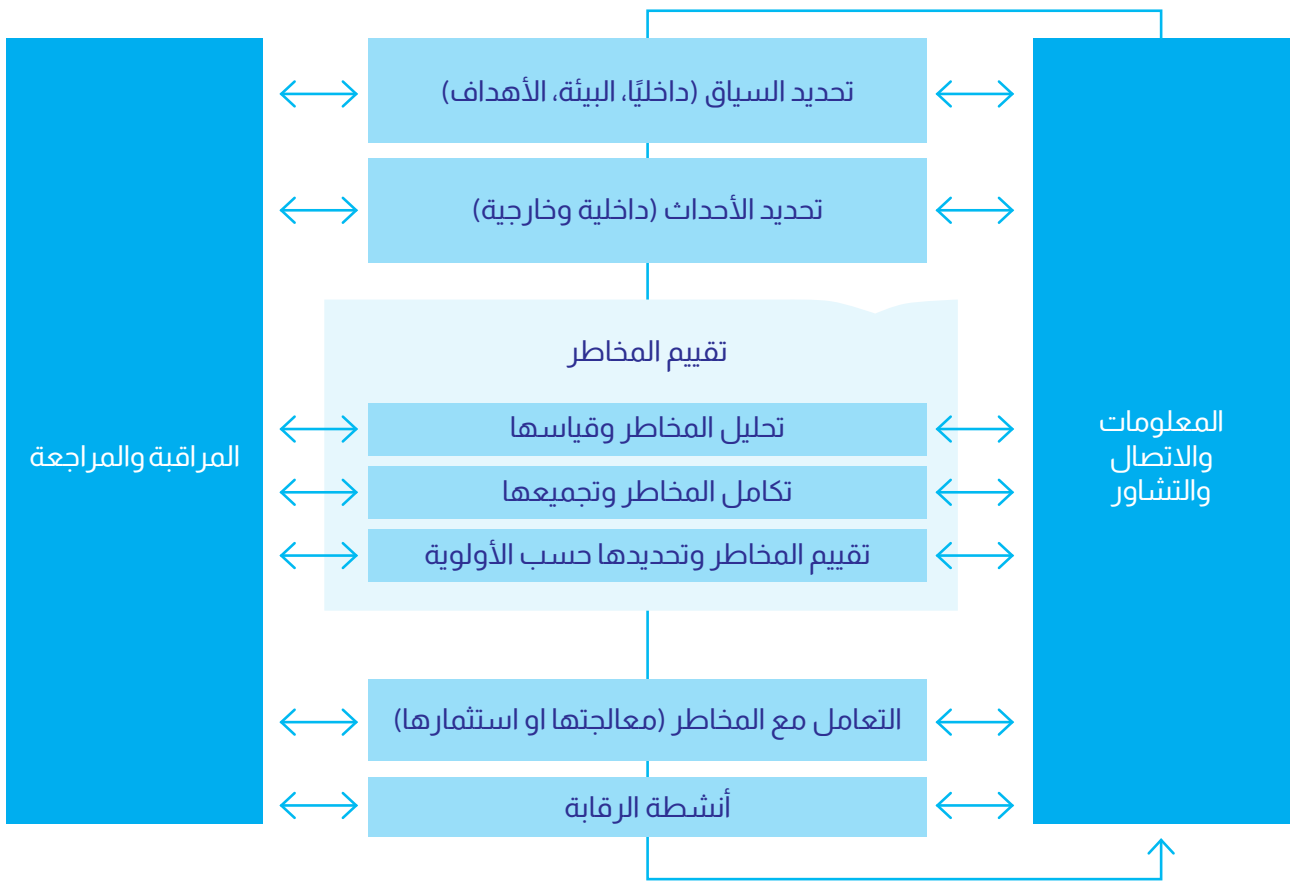 تحديد السياق (داخليًا، البيئة، الأهداف)
تحديد الأحداث (داخلية وخارجية)
تقييم المخاطر
تحليل المخاطر وقياسها
تكامل المخاطر وتجميعها
تقييم المخاطر وتحديدها حسب الأولوية
التعامل مع المخاطر (معالجتها او استثمارها)
أنشطة الرقابة
المعلومات
والاتصال
والتشاور
المراقبة والمراجعة